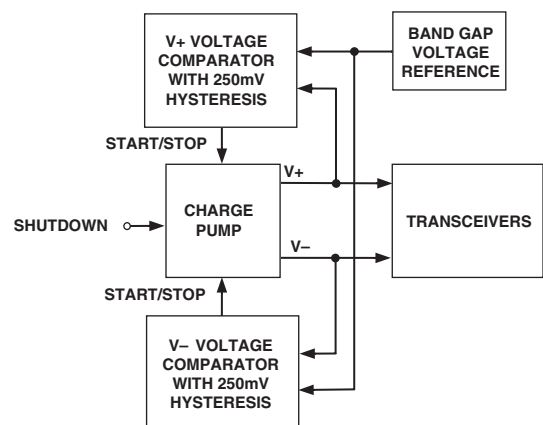 V+ VOLTAGE
COMPARATOR
WITH 250mV
HYSTERESIS
BAND GAP
VOLTAGE
REFERENCE
START/STOP
V+
SHUTDOWN
CHARGE
PUMP
TRANSCEIVERS
V–
START/STOP
V– VOLTAGE
COMPARATOR
WITH 250mV
HYSTERESIS